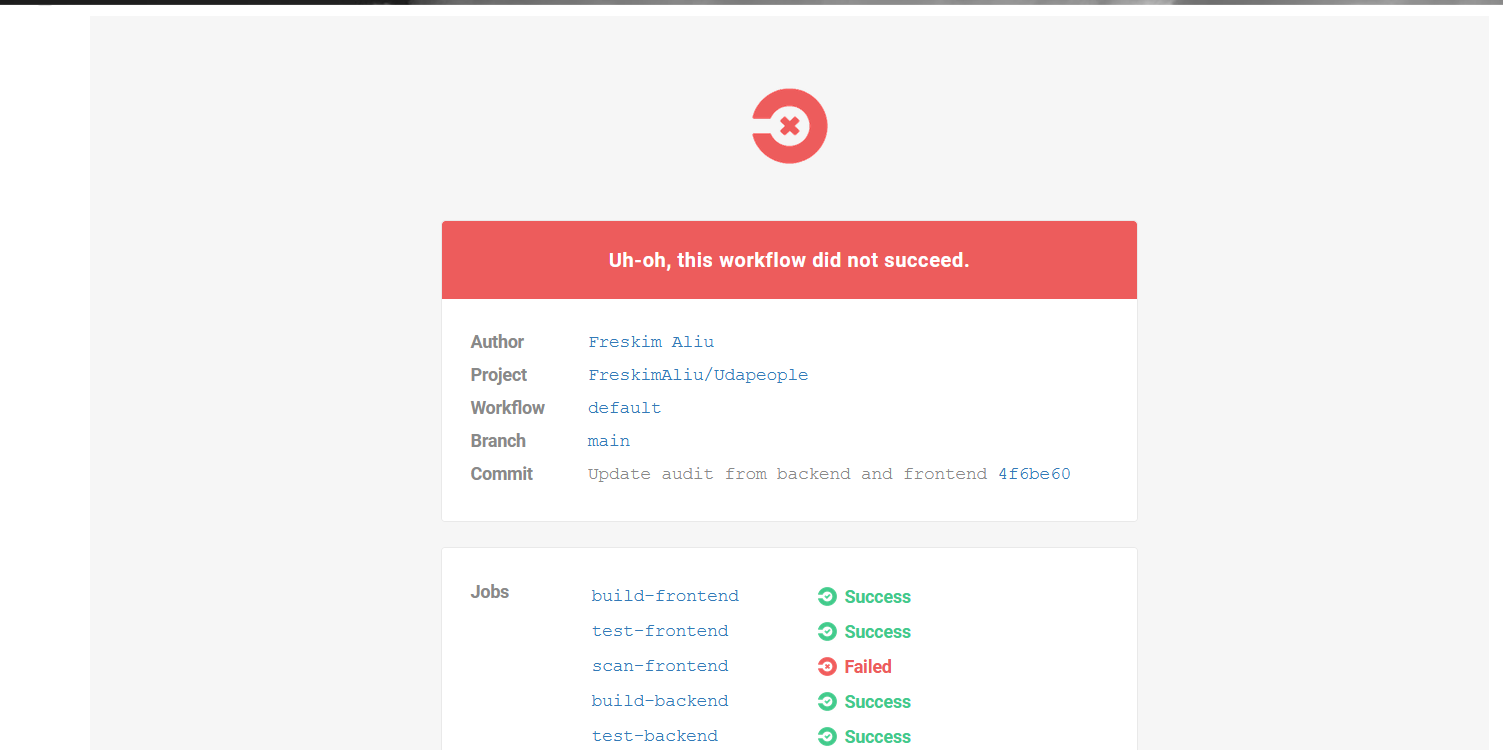 Uh-oh, this workflow did not succeed.
Author Freskim Aliu
Project FreskimAliu/Udapeople
Workflow default
Branch main
Commit Update audit from backend and frontend 4f6be60
Jobs build-frontend Success
test-frontend Success
scan-frontend Failed
build-backend Success
test-backend Success